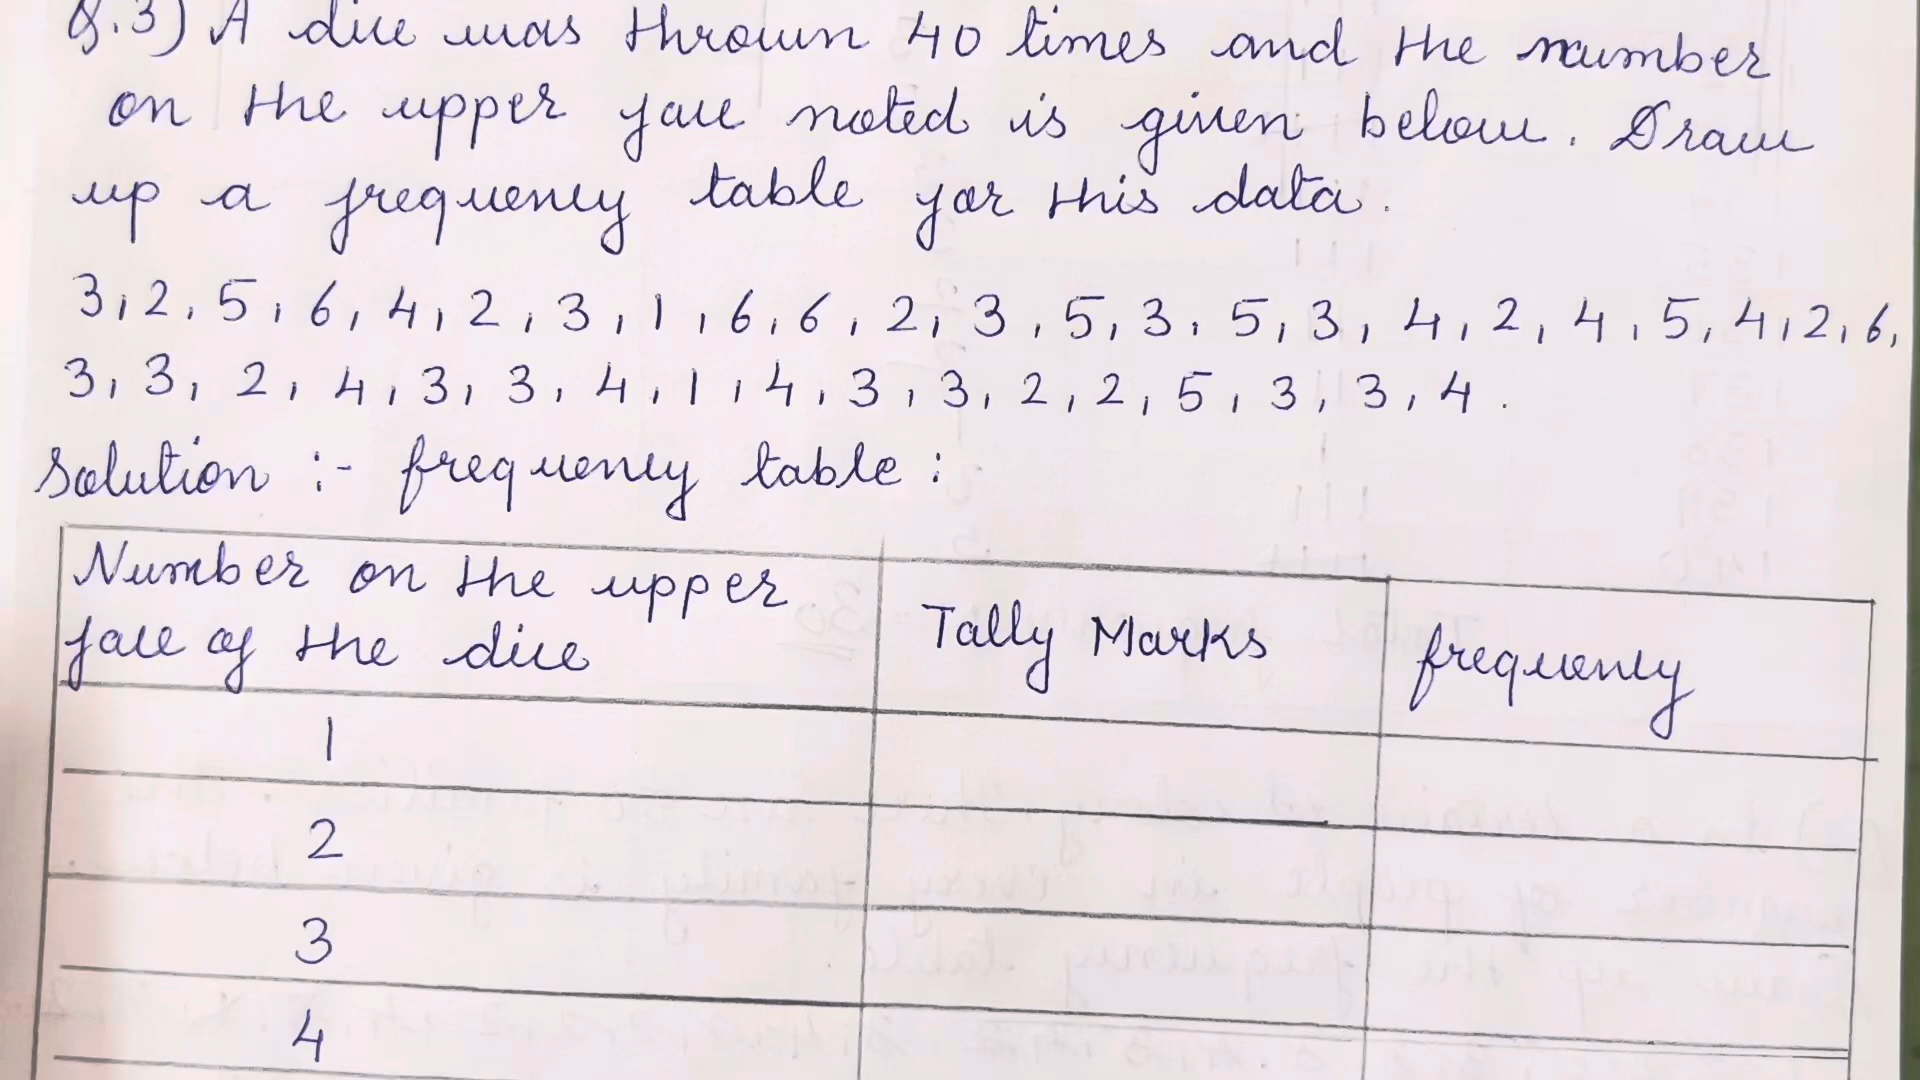 Q.3) A dice was thrown 40 times and the number
on the upper face noted is given below. Draw
up a frequency table for this data.
3, 2, 5, 6, 4, 2, 3, 1, 6, 6, 2, 3, 5, 3, 5, 3, 4, 2, 4, 5, 4, 2, 6,
3, 3, 2, 4, 3, 3, 4, 1, 4, 3, 3, 2, 2, 5, 3, 3, 4.
Solution :- frequency table :
Number on the upper
face of the dice
Tally Marks
frequency
1
2
3
4